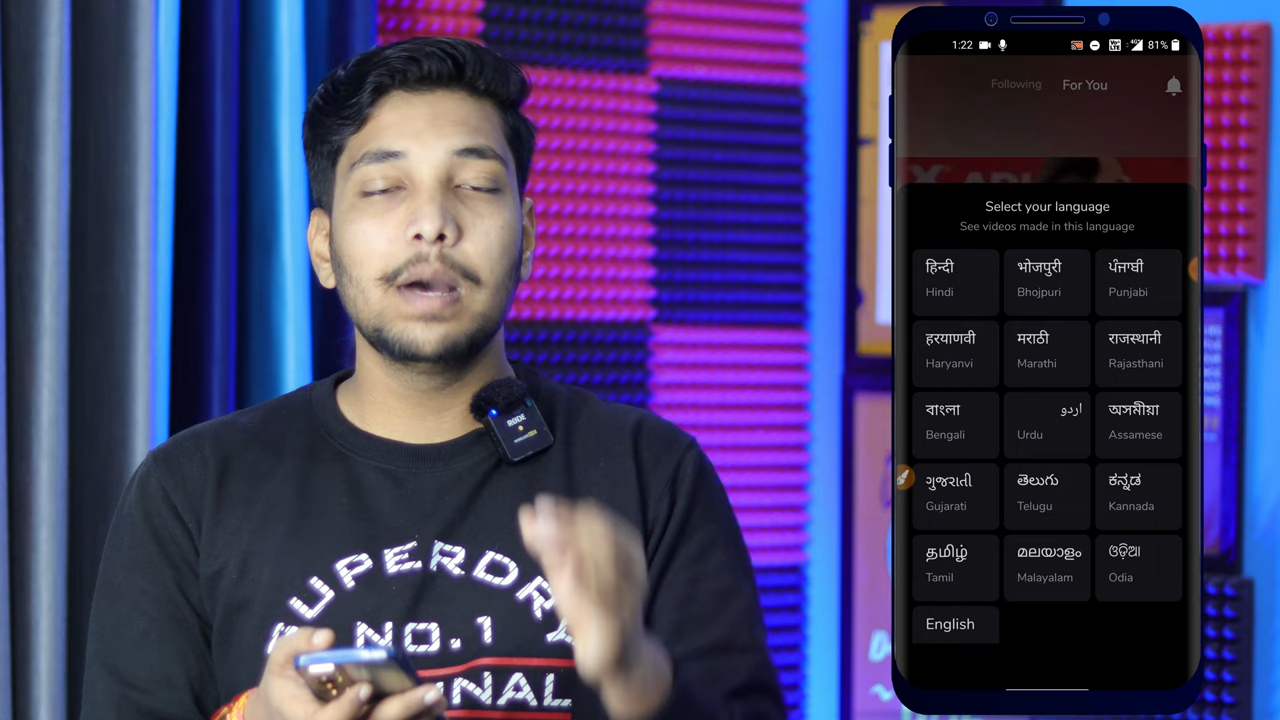 1:22
81%
Following For You
Select your language
See videos made in this language
हिन्दी
Hindi
भोजपुरी
Bhojpuri
ਪੰਜਾਬੀ
Punjabi
हरयाणवी
Haryanvi
मराठी
Marathi
राजस्थानी
Rajasthani
বাংলা
Bengali
اردو
Urdu
অসমীয়া
Assamese
ગુજરાતી
Gujarati
తెలుగు
Telugu
ಕನ್ನಡ
Kannada
தமிழ்
Tamil
മലയാളം
Malayalam
ଓଡ଼ିଆ
Odia
English
RODE
SUPERDRY
NO.1